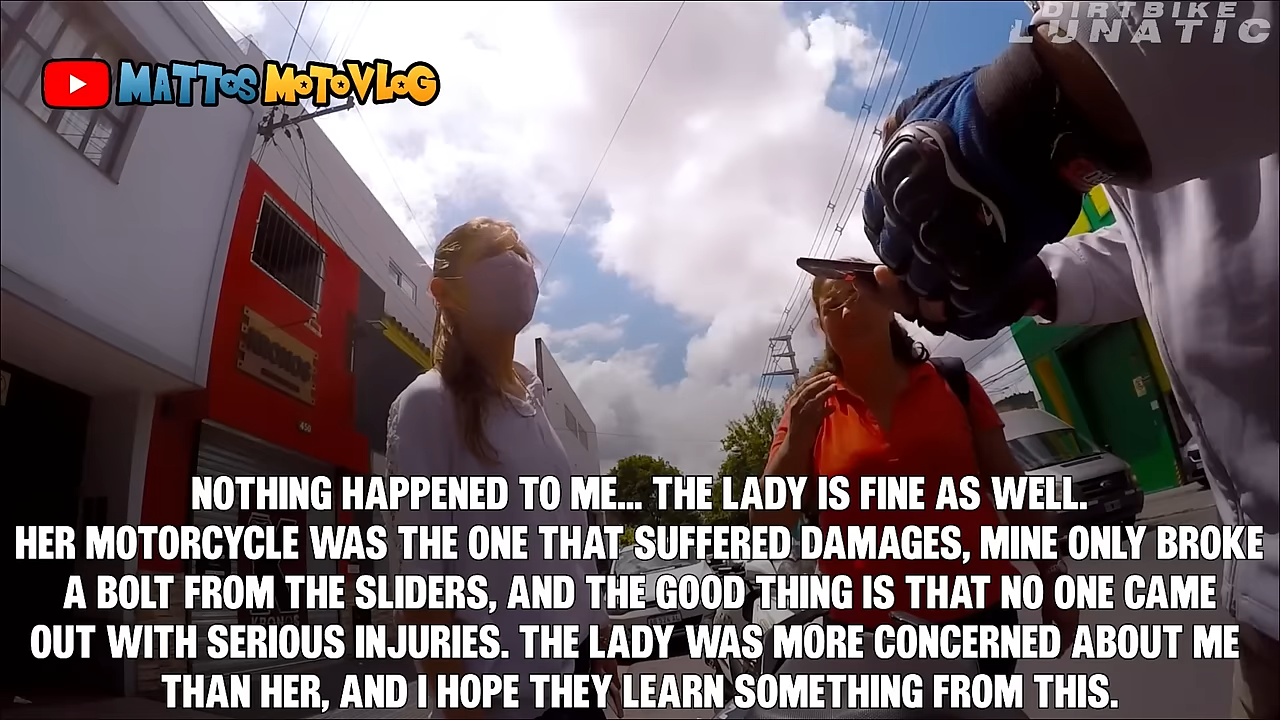 DIRTBIKE
LUNATIC
MATTOS MOTOVLOG
KRONOS
450
NOTHING HAPPENED TO ME... THE LADY IS FINE AS WELL.
HER MOTORCYCLE WAS THE ONE THAT SUFFERED DAMAGES, MINE ONLY BROKE
A BOLT FROM THE SLIDERS, AND THE GOOD THING IS THAT NO ONE CAME
OUT WITH SERIOUS INJURIES. THE LADY WAS MORE CONCERNED ABOUT ME
THAN HER, AND I HOPE THEY LEARN SOMETHING FROM THIS.
KRONOS